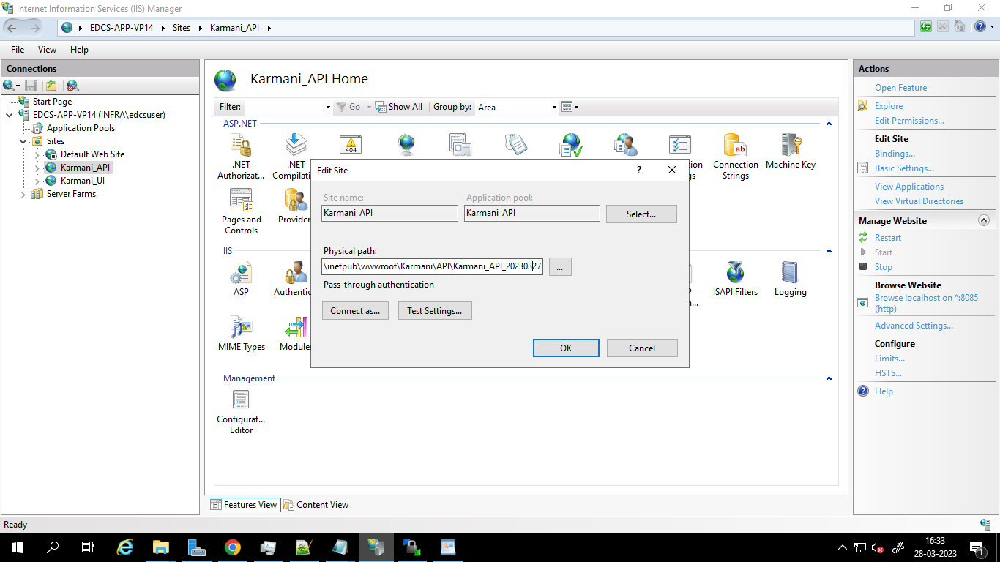 Internet Information Services (IIS) Manager
EDCS-APP-VP14
Sites
Karmani_API
File
View
Help
Connections
Start Page
EDCS-APP-VP14 (INFRA\edcsuser)
Application Pools
Sites
Default Web Site
Karmani_API
Karmani_UI
Server Farms
Karmani_API Home
Filter:
Go
Show All
Group by:
Area
ASP.NET
404
ab
.NET
Authorizat...
.NET
Compilati
Connection
Strings
Machine Key
Pages and
Controls
Provider
IIS
ASP
Authentic
ISAPI Filters
Logging
MIME Types
Module
Management
Configurat...
Editor
Edit Site
?
Site name:
Application pool:
Karmani_API
Karmani_API
Select...
Physical path:
\inetpub\wwwroot\Karmani\API\Karmani_API_20230327
...
Pass-through authentication
Connect as...
Test Settings...
OK
Cancel
Features View
Content View
Actions
Open Feature
Explore
Edit Permissions...
Edit Site
Bindings...
Basic Settings...
View Applications
View Virtual Directories
Manage Website
Restart
Start
Stop
Browse Website
Browse localhost on *:8085
(http)
Advanced Settings...
Configure
Limits...
HSTS...
Help
Ready
16:33
28-03-2023
1